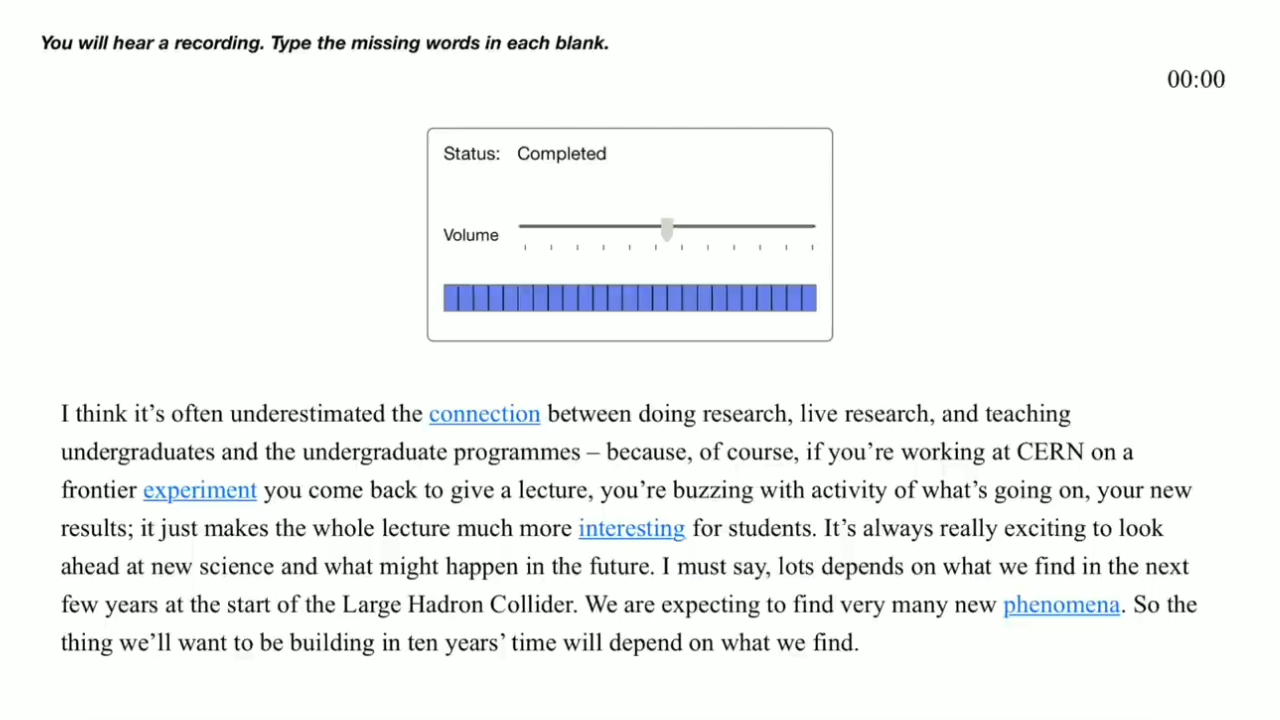 You will hear a recording. Type the missing words in each blank.
00:00
Status: Completed
Volume
I think it’s often underestimated the connection between doing research, live research, and teaching
undergraduates and the undergraduate programmes – because, of course, if you’re working at CERN on a
frontier experiment you come back to give a lecture, you’re buzzing with activity of what’s going on, your new
results; it just makes the whole lecture much more interesting for students. It’s always really exciting to look
ahead at new science and what might happen in the future. I must say, lots depends on what we find in the next
few years at the start of the Large Hadron Collider. We are expecting to find very many new phenomena. So the
thing we’ll want to be building in ten years’ time will depend on what we find.